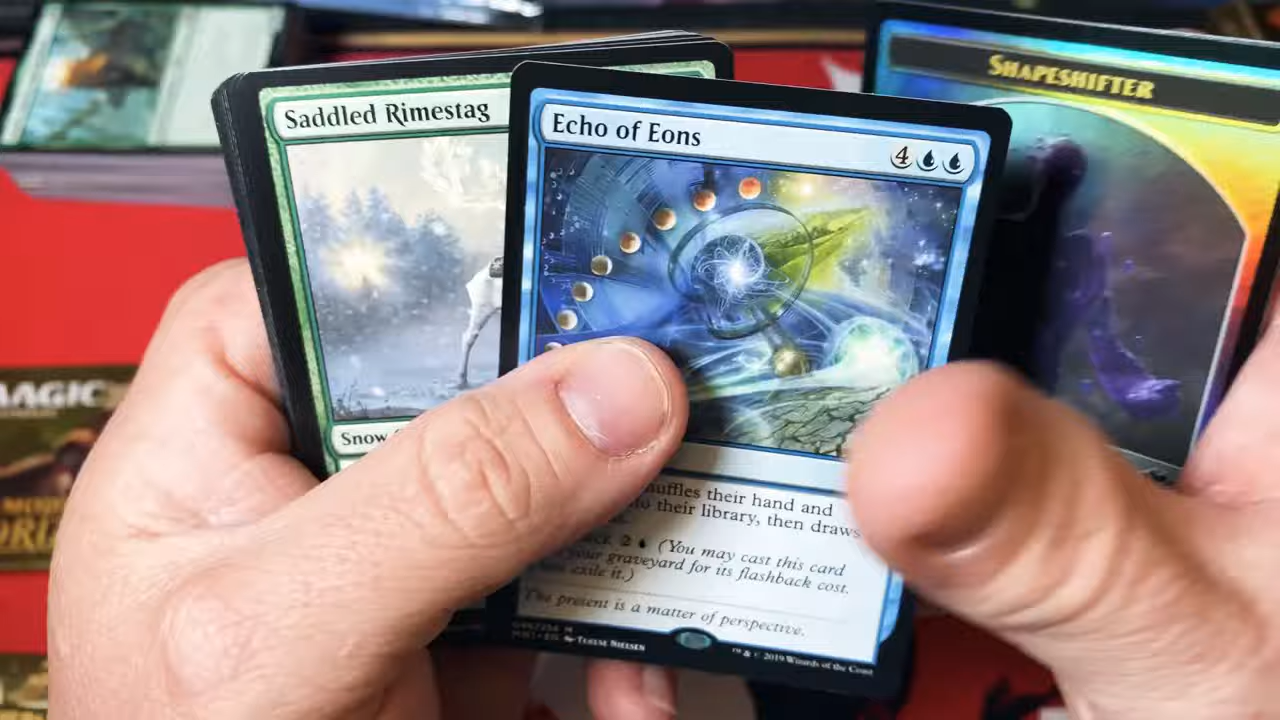 SHAPESHIFTER
Saddled Rimestag
Echo of Eons
4
Snow
MAGIC
their hand and
their library, then draws
2 (You may cast this card
your graveyard for its flashback cost.
exile it.)
The present is a matter of perspective.
TERESE NIELSEN
™ & © 2019 Wizards of the Coast